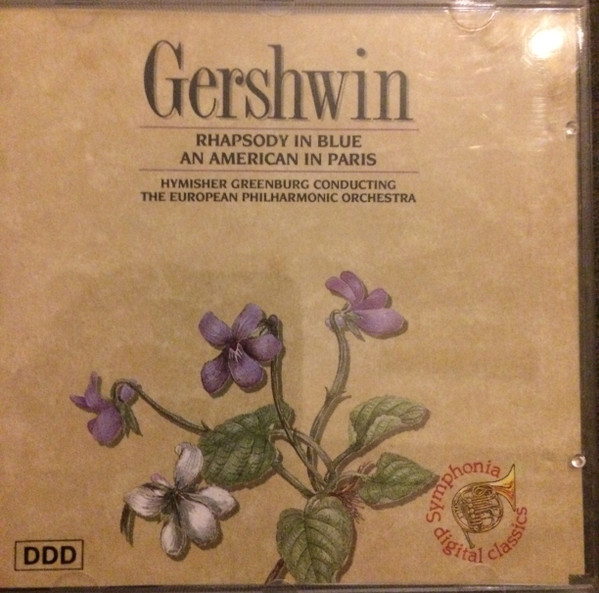 Gershwin
RHAPSODY IN BLUE
AN AMERICAN IN PARIS
HYMISHER GREENBURG CONDUCTING
THE EUROPEAN PHILHARMONIC ORCHESTRA
Symphonia
digital classics
DDD